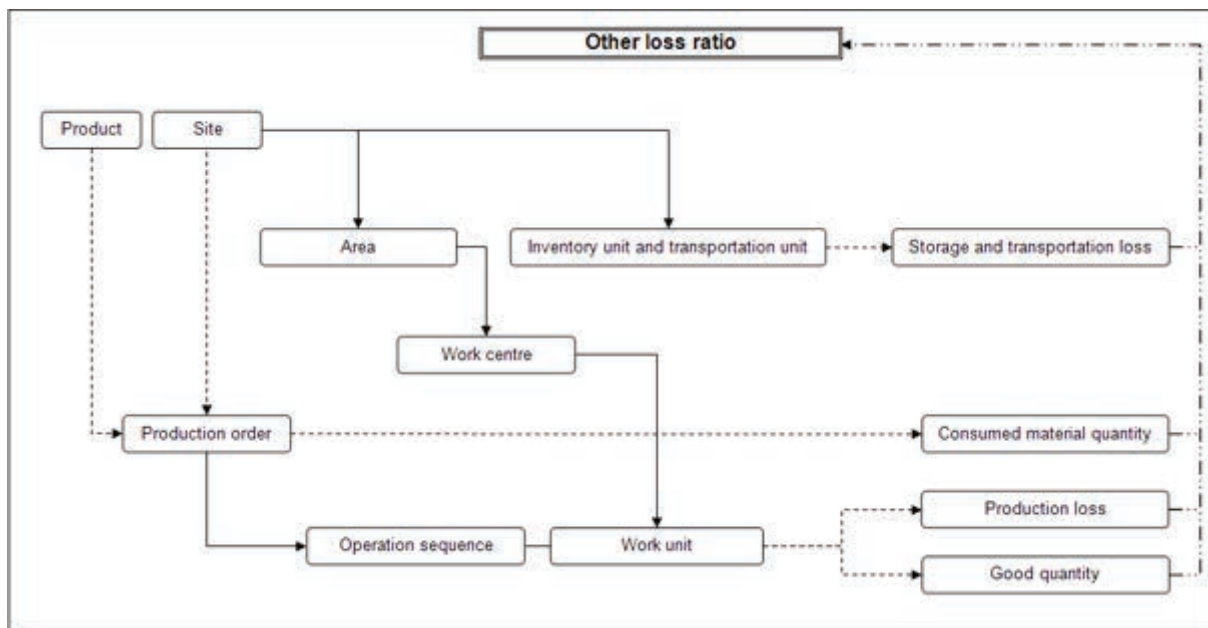 Other loss ratio
Product
Site
Area
Inventory unit and transportation unit
Storage and transportation loss
Work centre
Production order
Consumed material quantity
Production loss
Operation sequence
Work unit
Good quantity